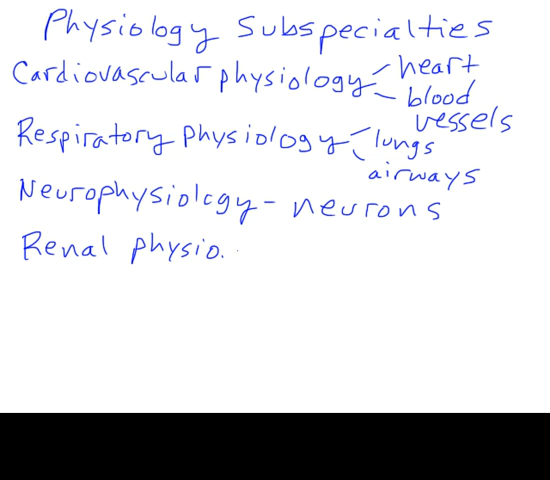 Physiology Subspecialties
Cardiovascular physiology - heart
- blood vessels
Respiratory physiology - lungs
- airways
Neurophysiology - neurons
Renal physio.